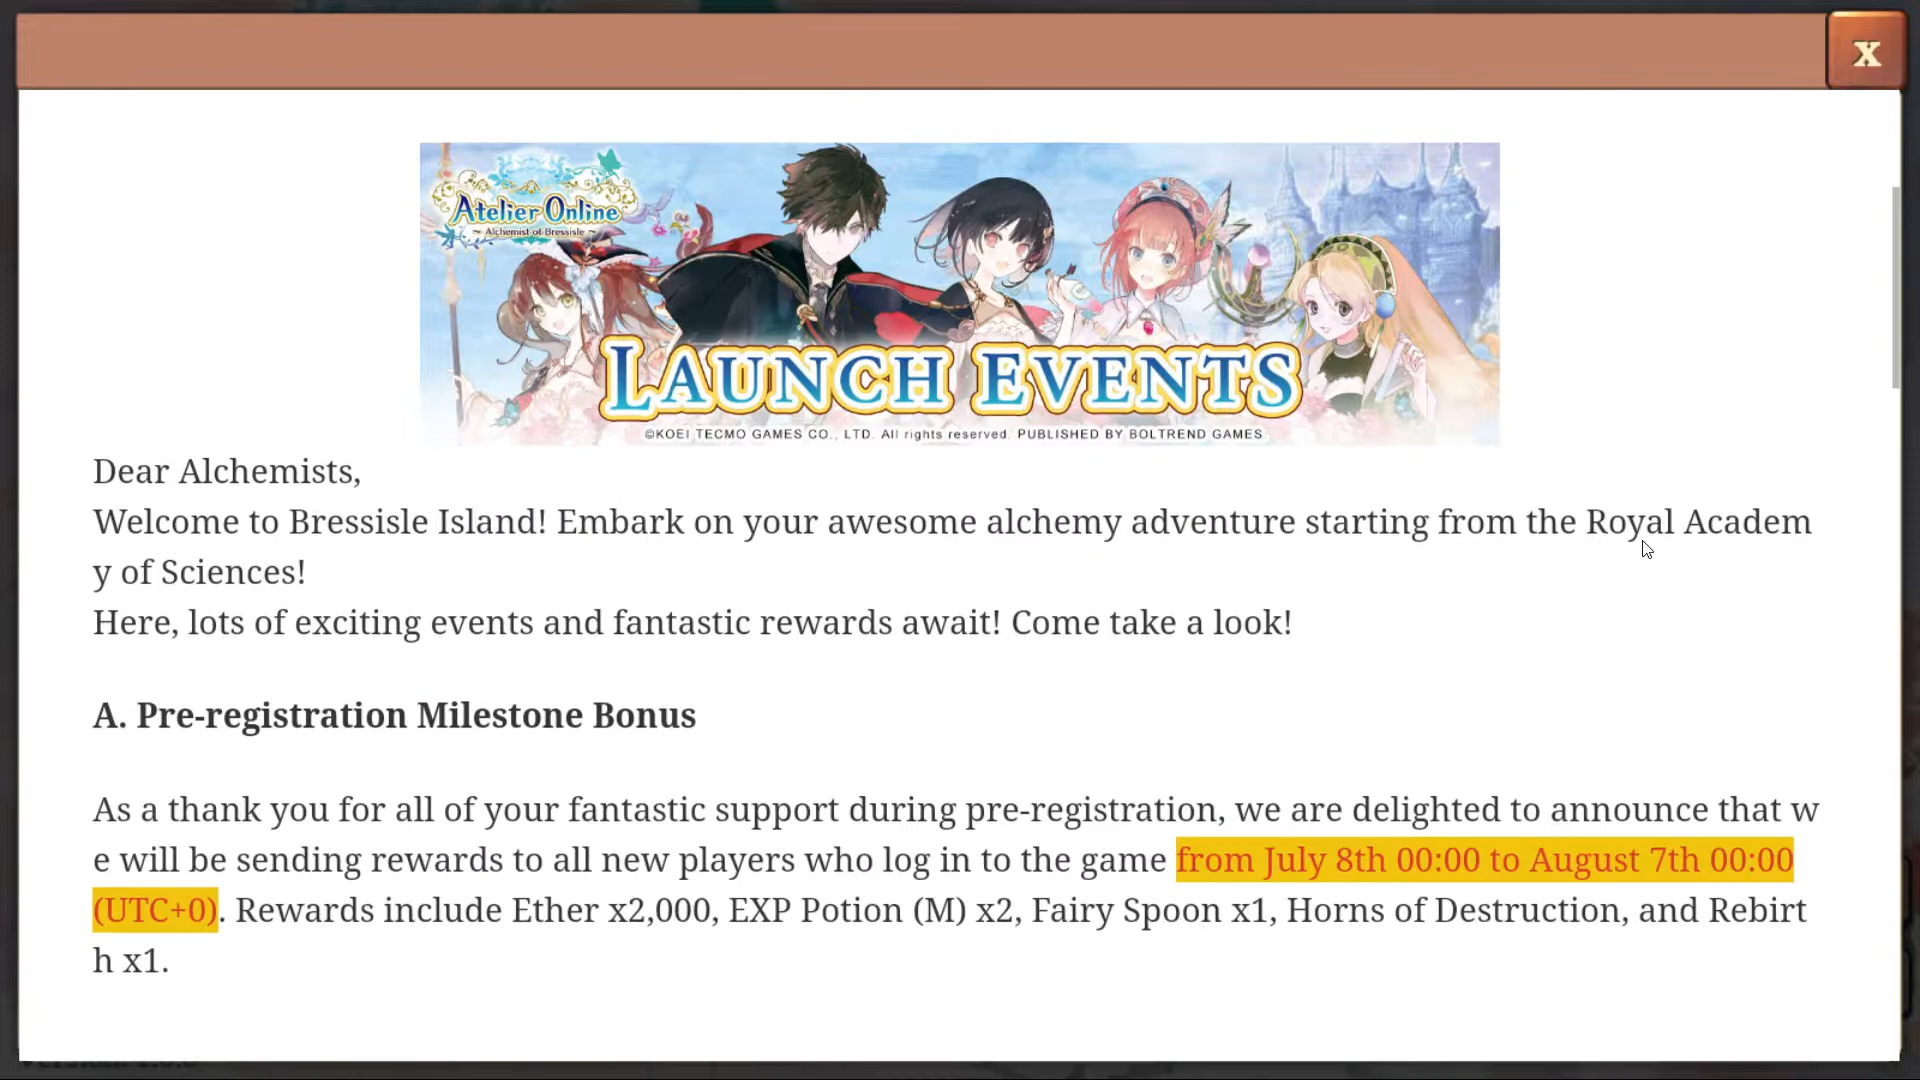 X
Atelier Online
~ Alchemist of Bressisle ~
LAUNCH EVENTS
©KOEI TECMO GAMES CO., LTD. All rights reserved. PUBLISHED BY BOLTREND GAMES
Dear Alchemists,
Welcome to Bressisle Island! Embark on your awesome alchemy adventure starting from the Royal Academ
y of Sciences!
Here, lots of exciting events and fantastic rewards await! Come take a look!
A. Pre-registration Milestone Bonus
As a thank you for all of your fantastic support during pre-registration, we are delighted to announce that w
e will be sending rewards to all new players who log in to the game from July 8th 00:00 to August 7th 00:00
(UTC+0). Rewards include Ether x2,000, EXP Potion (M) x2, Fairy Spoon x1, Horns of Destruction, and Rebirt
h x1.